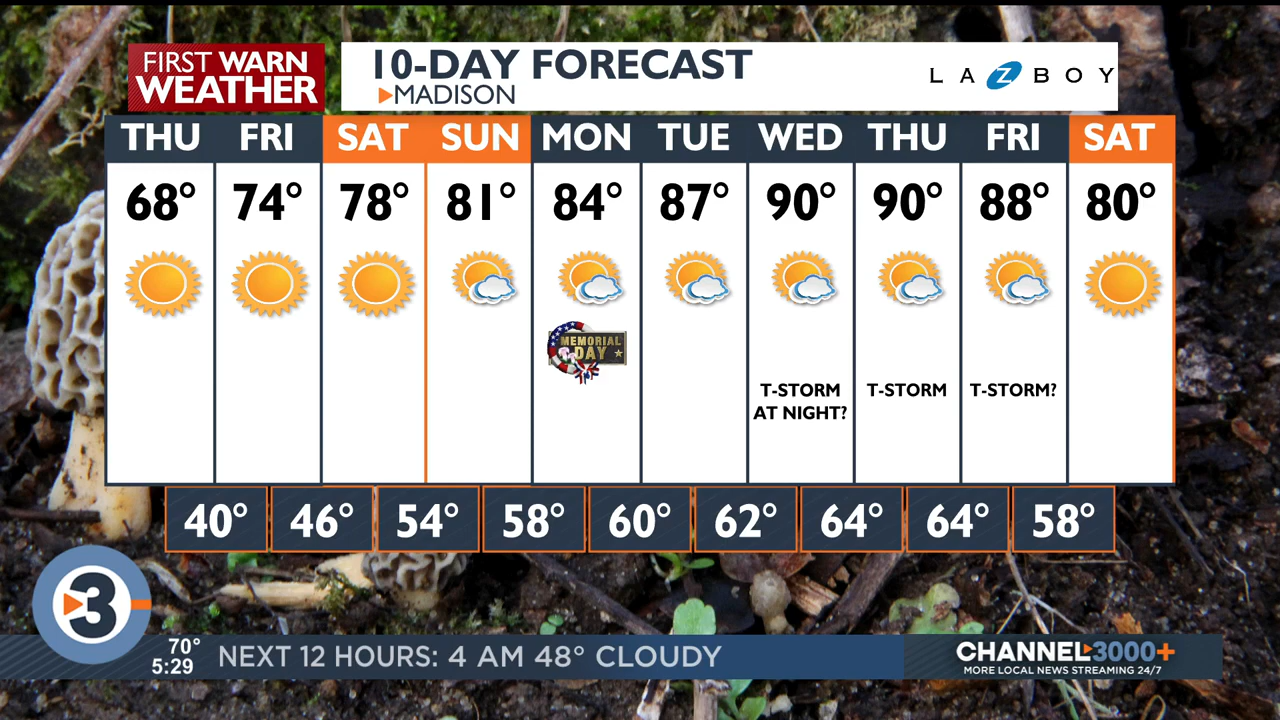 FIRST WARN
WEATHER
10-DAY FORECAST
MADISON
LA Z BOY
THU FRI SAT SUN MON TUE WED THU FRI SAT
68° 74° 78° 81° 84° 87° 90° 90° 88° 80°
MEMORIAL
DAY
T-STORM
AT NIGHT?
T-STORM
T-STORM?
40° 46° 54° 58° 60° 62° 64° 64° 58°
3
70°
5:29
NEXT 12 HOURS: 4 AM 48° CLOUDY
CHANNEL3000+
MORE LOCAL NEWS STREAMING 24/7